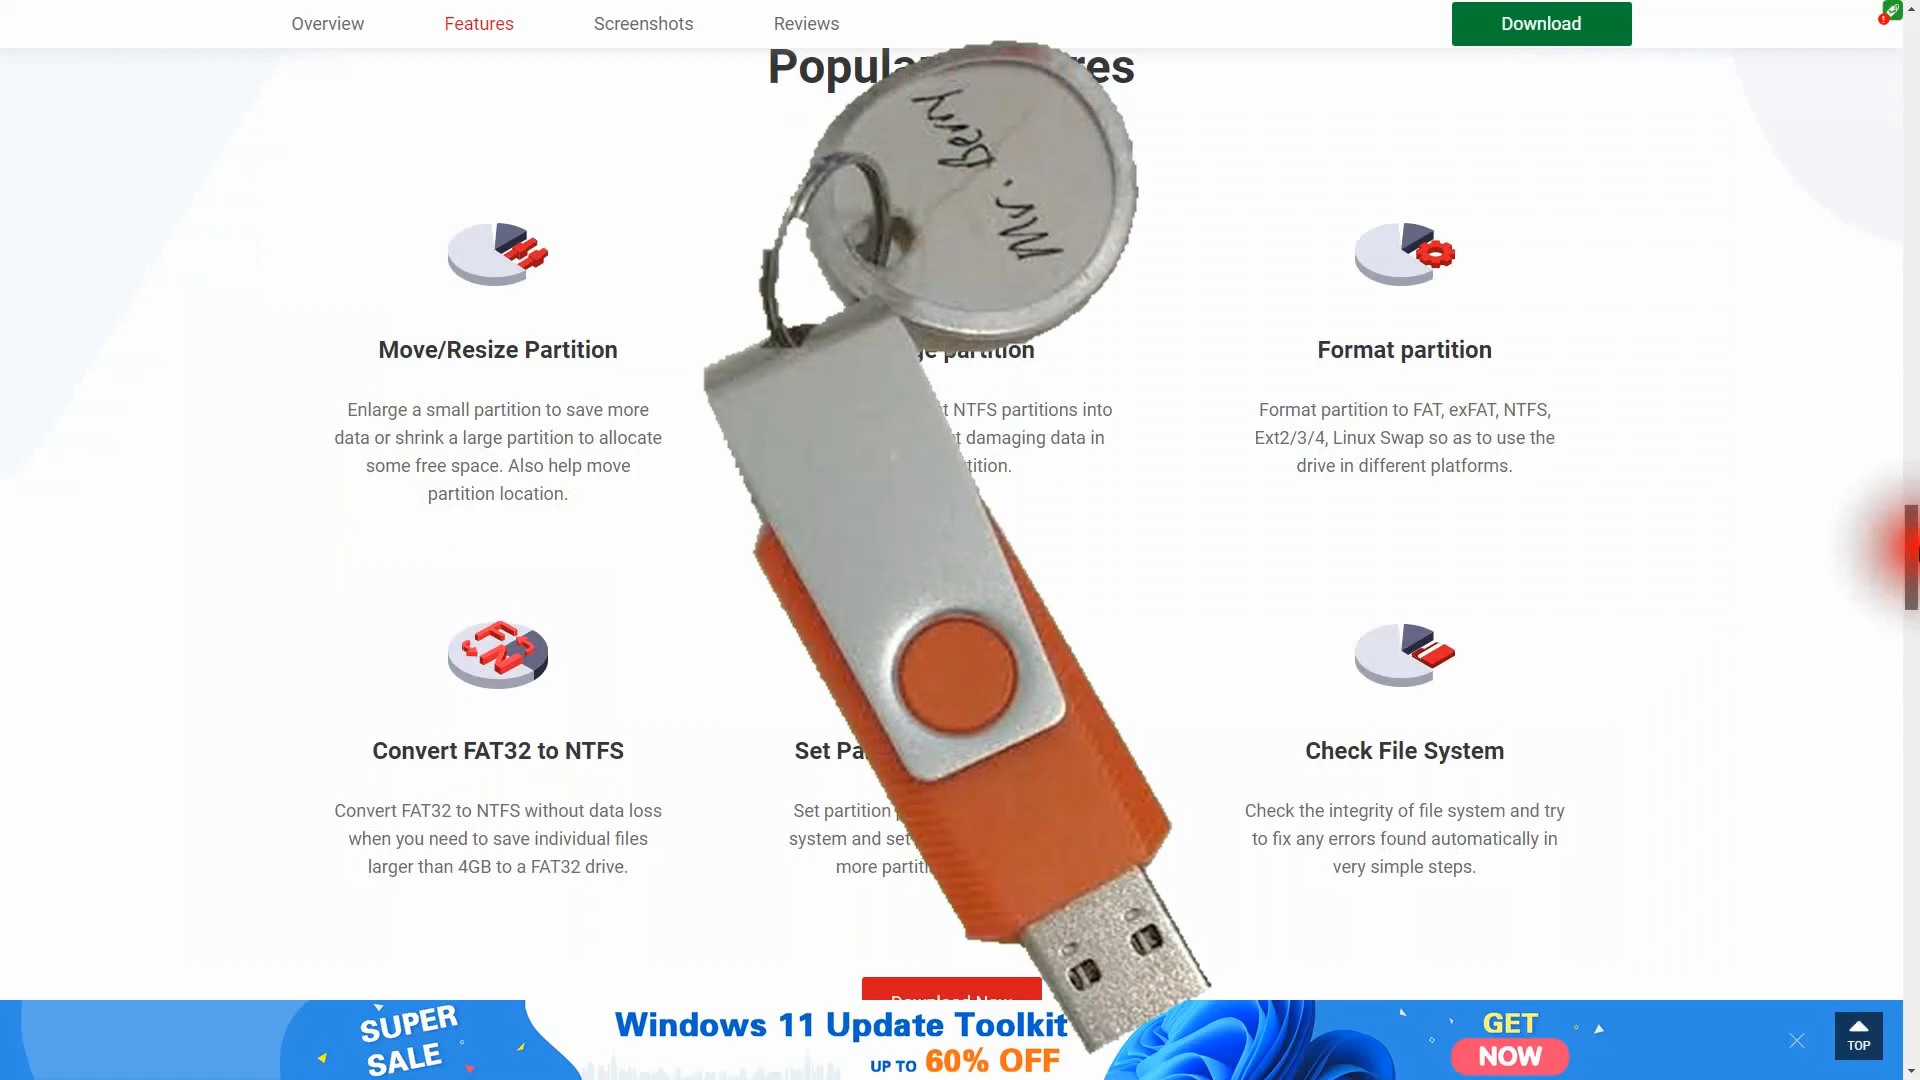 Overview Features Screenshots Reviews
Download
Popular
res
Mr. Berry
Move/Resize Partition
Enlarge a small partition to save more
data or shrink a large partition to allocate
some free space. Also help move
partition location.
partition
NTFS partitions into
damaging data in
Format partition
Format partition to FAT, exFAT, NTFS,
Ext2/3/4, Linux Swap so as to use the
drive in different platforms.
Convert FAT32 to NTFS
Convert FAT32 to NTFS without data loss
when you need to save individual files
larger than 4GB to a FAT32 drive.
Set
Set partition
system and set
more
Check File System
Check the integrity of file system and try
to fix any errors found automatically in
very simple steps.
Download Now
SUPER
SALE
Windows 11 Update Toolkit
UP TO 60% OFF
GET
NOW
TOP